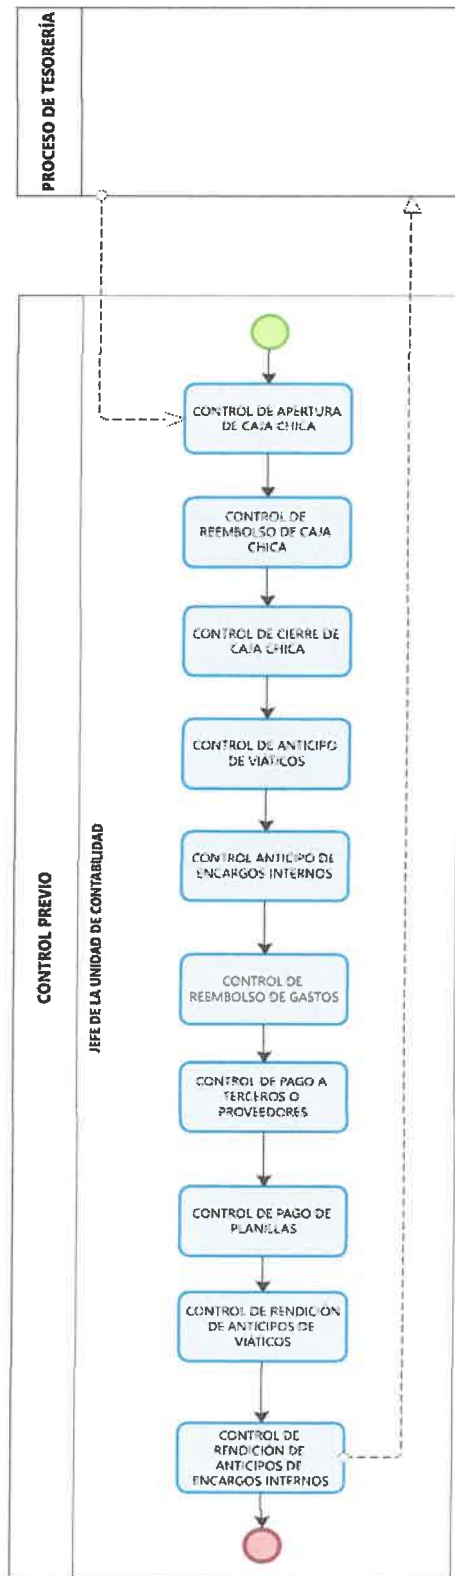 PROCESO DE TESORERÍA
CONTROL PREVIO
JEFE DE LA UNIDAD DE CONTABILIDAD
CONTROL DE APERTURA
DE CAJA CHICA
CONTROL DE
REEMBOLSO DE CAJA
CHICA
CONTROL DE CIERRE DE
CAJA CHICA
CONTROL DE ANTICIPO
DE VIÁTICOS
CONTROL ANTICIPO DE
ENCARGOS INTERNOS
CONTROL DE
REEMBOLSO DE GASTOS
CONTROL DE PAGO A
TERCEROS O
PROVEEDORES
CONTROL DE PAGO DE
PLANILLAS
CONTROL DE RENDICIÓN
DE ANTICIPOS DE
VIÁTICOS
CONTROL DE
RENDICIÓN DE
ANTICIPOS DE
ENCARGOS INTERNOS